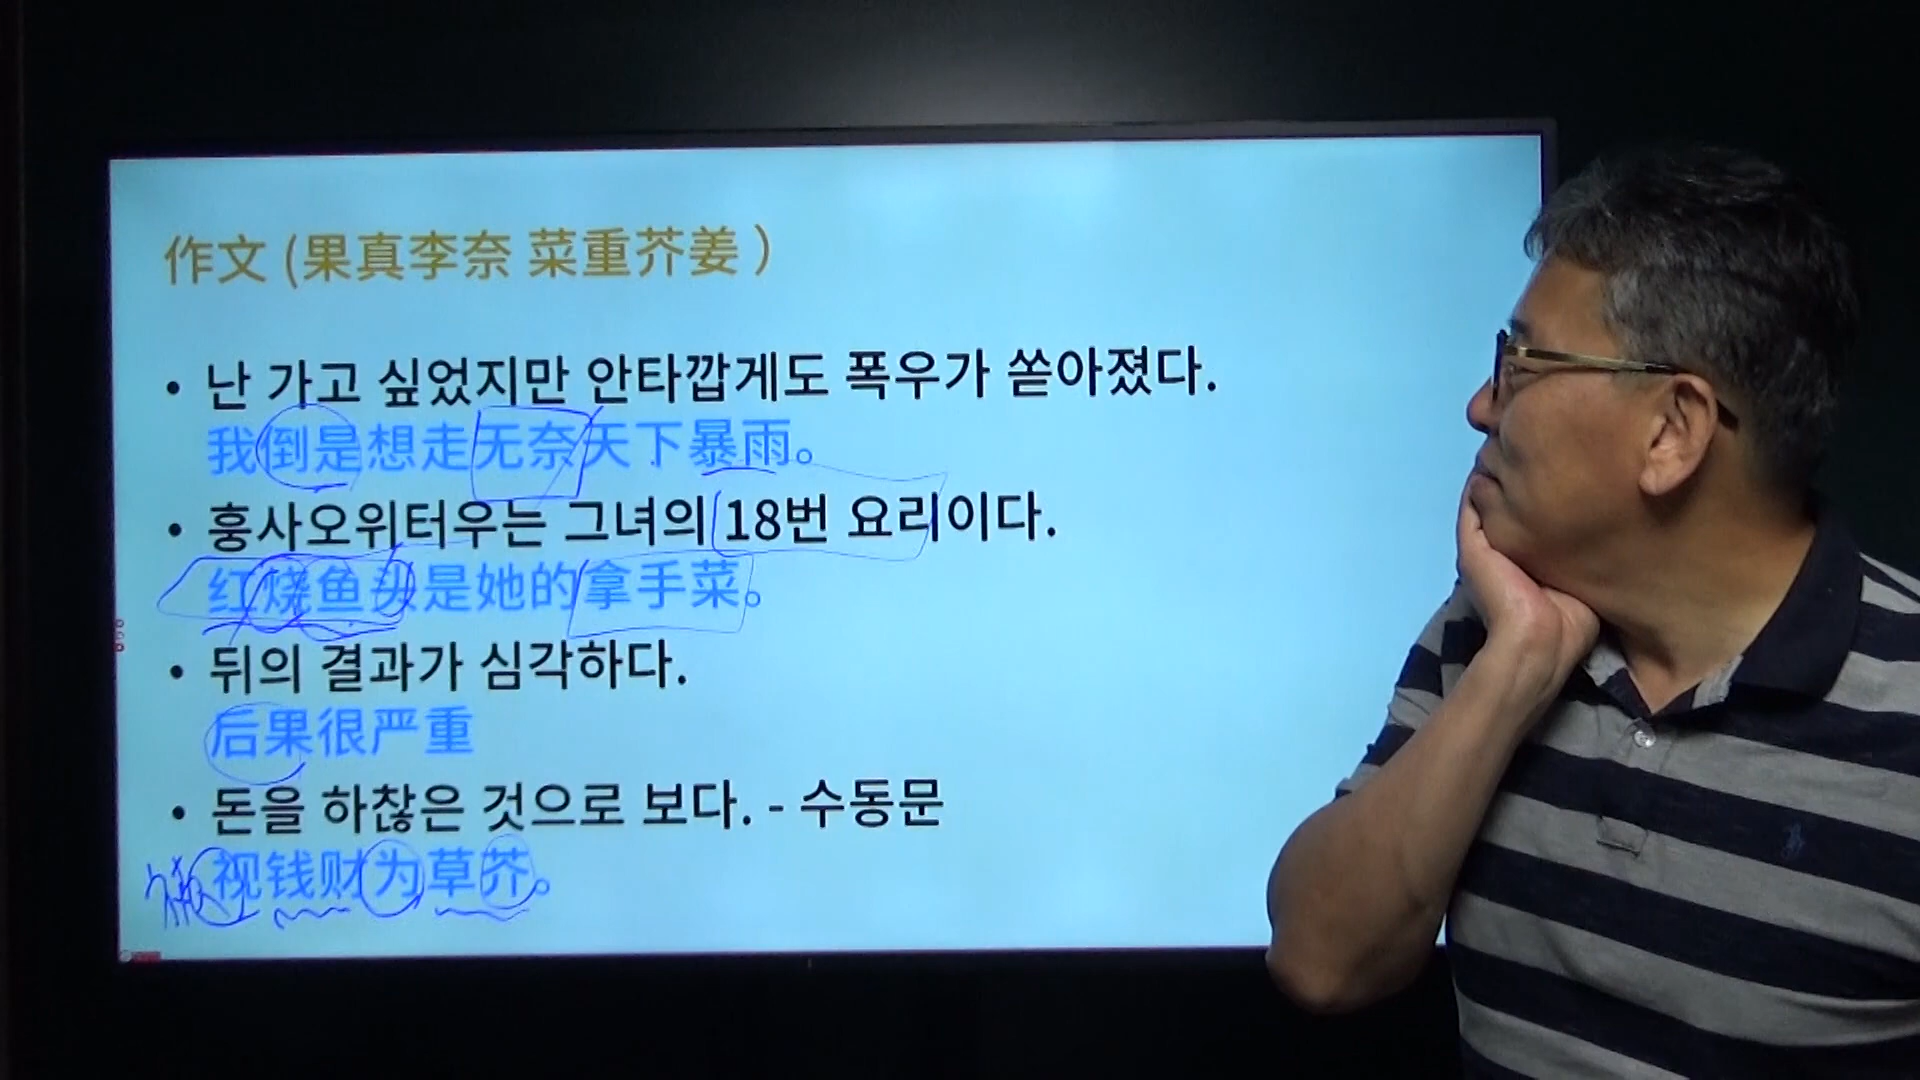 作文 (果真李奈 菜重芥姜 )
• 난 가고 싶었지만 안타깝게도 폭우가 쏟아졌다.
我倒是想走无奈天下暴雨。
• 홍사오위터우는 그녀의 18번 요리이다.
红烧鱼头是她的拿手菜。
• 뒤의 결과가 심각하다.
后果很严重
• 돈을 하찮은 것으로 보다. - 수동문
视钱财为草芥。